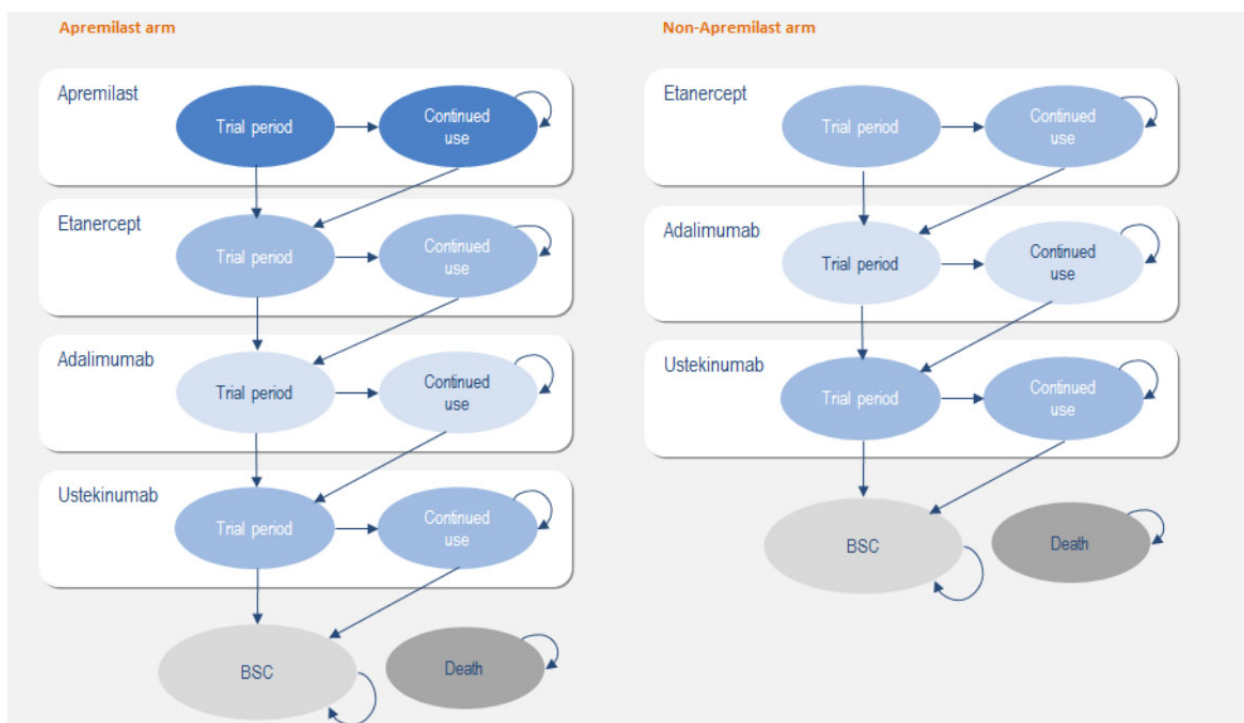 Apremilast arm
Apremilast
Trial period
Continued
use
Etanercept
Trial period
Continued
use
Adalimumab
Trial period
Continued
use
Ustekinumab
Trial period
Continued
use
BSC
Death
Non-Apremilast arm
Etanercept
Trial period
Continued
use
Adalimumab
Trial period
Continued
use
Ustekinumab
Trial period
Continued
use
BSC
Death